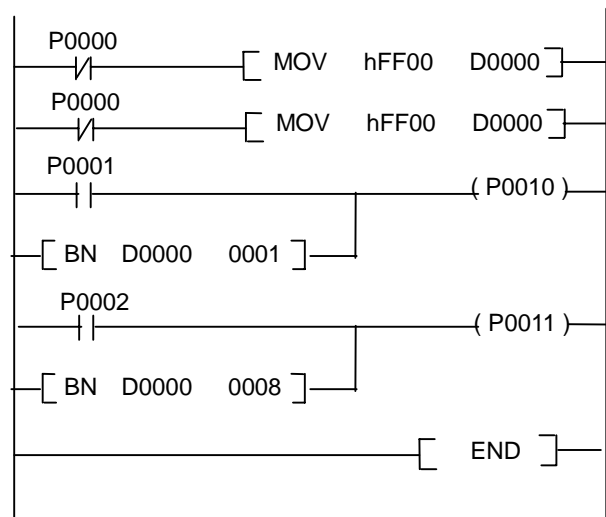 P0000
MOV hFF00 D0000
P0000
MOV hFF00 D0000
P0001
( P0010 )
BN D0000 0001
P0002
( P0011 )
BN D0000 0008
END